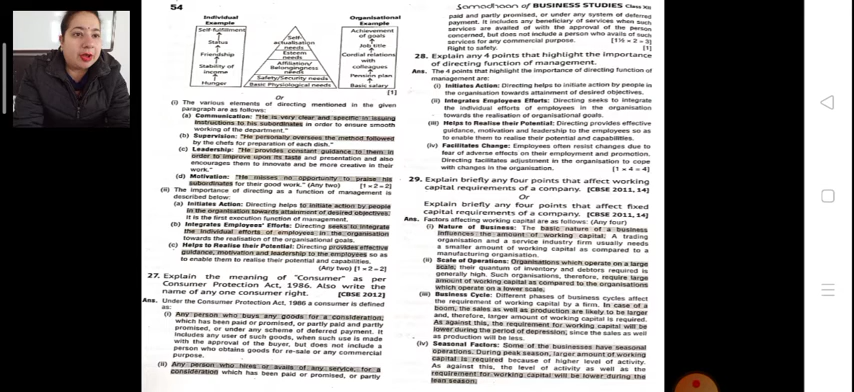 54
Individual
Example
Self-fulfillment
Status
Friendship
Stability of
income
Hunger
Self-
actualisation
needs
Esteem
needs
Affiliation/
Belongingness
needs
Safety/Security needs
Basic Physiological needs
Organisational
Example
Achievement
of goals
Job title
Cordial relations
with
colleagues
Pension plan
Basic salary
[1]
Or
(i) The various elements of directing mentioned in the given
paragraph are as follows:
(a) Communication: "He is very clear and specific in issuing
instructions to his subordinates in order to ensure smooth
working of the department."
(b) Supervision: "He personally oversees the method followed
by the chefs for preparation of each dish."
(c) Leadership: "He provides constant guidance to them in
order to improve upon its taste and presentation and also
encourages them to innovate and be more creative in their
work."
(d) Motivation: "He misses no opportunity to praise his
subordinates for their good work." (Any two) [1×2=2]
(ii) The importance of directing as a function of management is
described below:
(a) Initiates Action: Directing helps to initiate action by people
in the organisation towards attainment of desired objectives.
It is the first execution function of management.
(b) Integrates Employees' Efforts: Directing seeks to integrate
the individual efforts of employees in the organisation
towards the realisation of organisational goals.
(c) Helps to Realise their Potential: Directing provides effective
guidance, motivation and leadership to the employees so as
to enable them to realise their potential and capabilities.
(Any two) [1×2=2]
27. Explain the meaning of "Consumer" as per
Consumer Protection Act, 1986. Also write the
name of any one consumer right. [CBSE 2012]
Ans. Under the Consumer Protection Act, 1986 a consumer is defined
as:
(i) Any person who buys any goods for a consideration,
which has been paid or promised, or partly paid and partly
promised, or under any scheme of deferred payment. It
includes any user of such goods, when such use is made
with the approval of the buyer, but does not include a
person who obtains goods for re-sale or any commercial
purpose.
(ii) Any person who hires or avails of any service, for a
consideration which has been paid or promised, or partly
Samadhaan of BUSINESS STUDIES Class XII
paid and partly promised, or under any system of deferred
payment. It includes any beneficiary of services when such
services are availed of with the approval of the person
concerned, but does not include a person who avails of such
services for any commercial purpose. [1½ × 2 = 3]
Right to safety. [1]
28. Explain any 4 points that highlight the importance
of directing function of management.
Ans. The 4 points that highlight the importance of directing function of
management are:
(i) Initiates Action: Directing helps to initiate action by people in
the organisation towards attainment of desired objectives.
(ii) Integrates Employees Efforts: Directing seeks to integrate
the individual efforts of employees in the organisation
towards the realisation of organisational goals.
(iii) Helps to Realise their Potential: Directing provides effective
guidance, motivation and leadership to the employees so as
to enable them to realise their potential and capabilities.
(iv) Facilitates Change: Employees often resist changes due to
fear of adverse effects on their employment and promotion.
Directing facilitates adjustment in the organisation to cope
with changes in the organisation. [1 × 4 = 4]
29. Explain briefly any four points that affect working
capital requirements of a company. [CBSE 2011, 14]
Or
Explain briefly any four points that affect fixed
capital requirements of a company. [CBSE 2011, 14]
Ans. Factors affecting working capital are as follows: (Any four)
(i) Nature of Business: The basic nature of a business
influences the amount of working capital. A trading
organisation and a service industry firm usually needs
a smaller amount of working capital as compared to a
manufacturing organisation.
(ii) Scale of Operations: Organisations which operate on a large
scale, their quantum of inventory and debtors required is
generally high. Such organisations, therefore, require large
amount of working capital as compared to the organisations
which operate on a lower scale.
(iii) Business Cycle: Different phases of business cycles affect
the requirement of working capital by a firm. In case of a
boom, the sales as well as production are likely to be larger
and, therefore, larger amount of working capital is required.
As against this, the requirement for working capital will be
lower during the period of depression, since the sales as well
as production will be less.
(iv) Seasonal Factors: Some of the businesses have seasonal
operations. During peak season, larger amount of working
capital is required because of higher level of activity.
As against this, the level of activity as well as the
requirement for working capital will be lower during the
lean season.